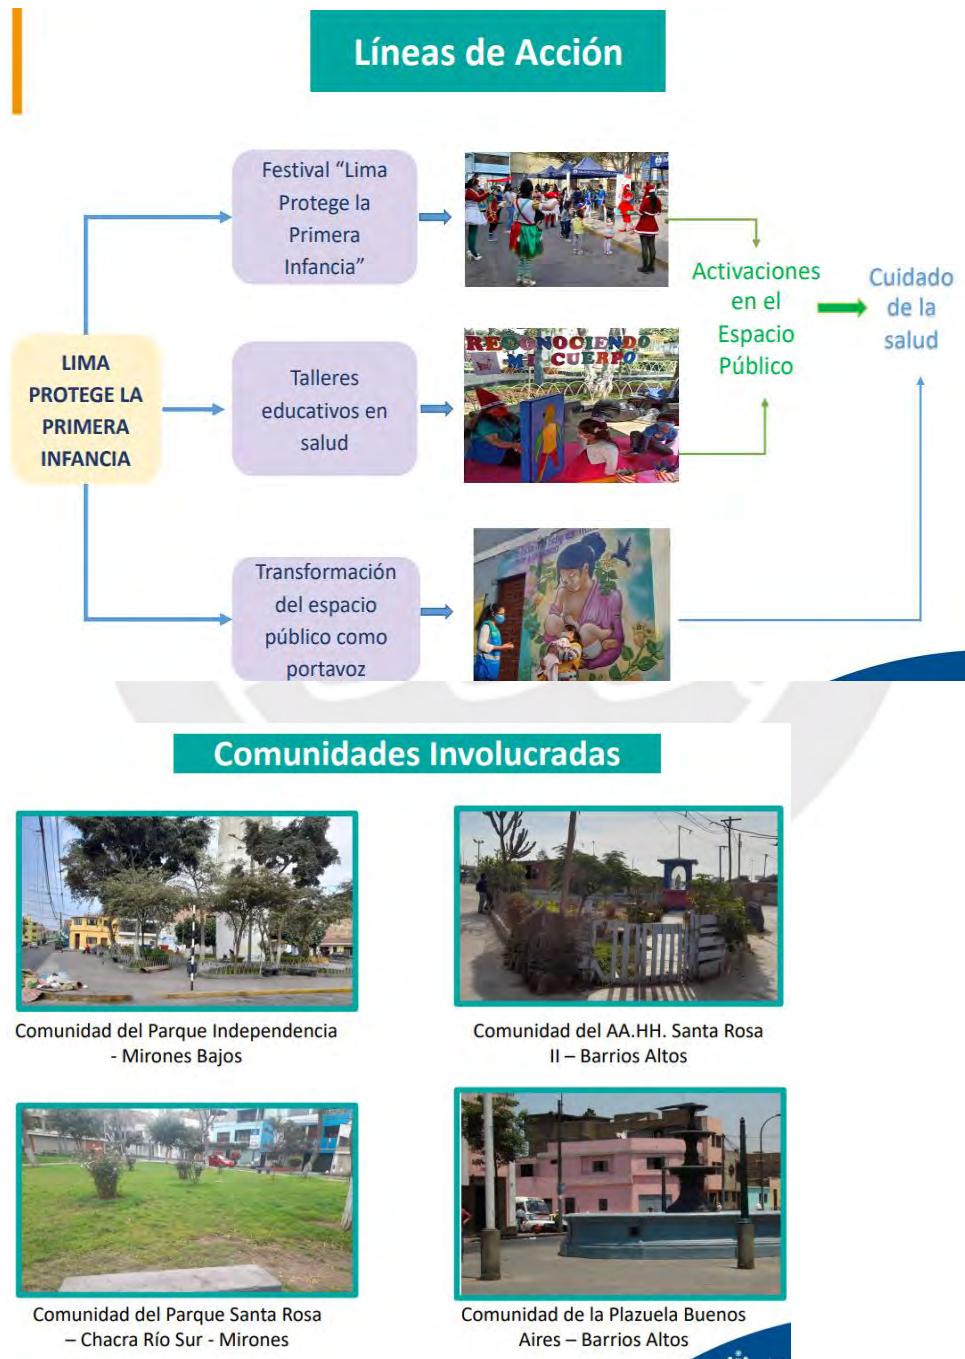 Líneas de Acción
Festival “Lima
Protege la
Primera
Infancia”
LIMA
PROTEGE LA
PRIMERA
INFANCIA
Talleres
educativos en
salud
RECONOCIENDO
MI CUERPO
Transformación
del espacio
público como
portavoz
Activaciones
en el
Espacio
Público
Cuidado
de la
salud
Comunidades Involucradas
Comunidad del Parque Independencia
- Mirones Bajos
Comunidad del AA.HH. Santa Rosa
II – Barrios Altos
Comunidad del Parque Santa Rosa
– Chacra Río Sur - Mirones
Comunidad de la Plazuela Buenos
Aires – Barrios Altos